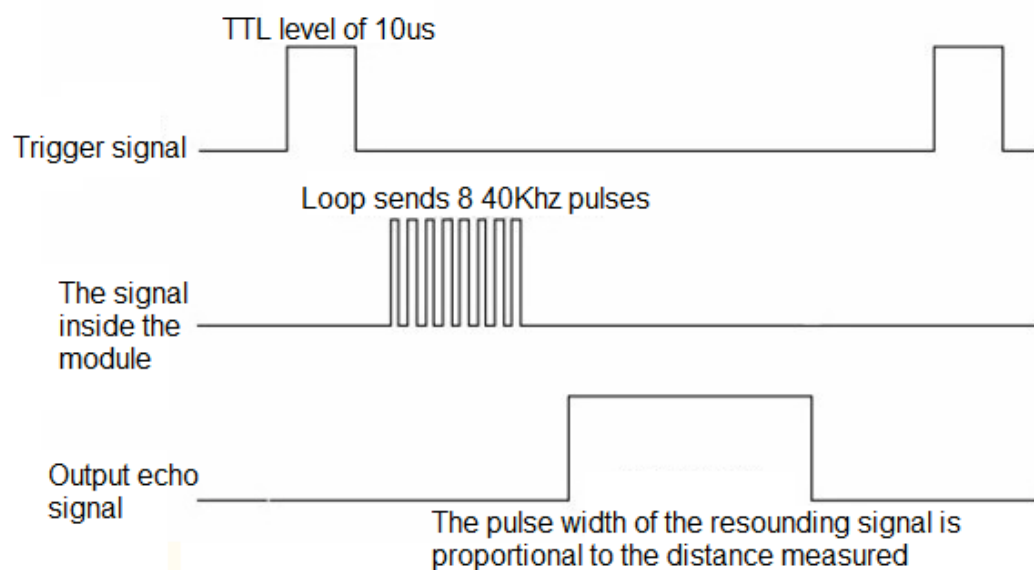 TTL level of 10us
Trigger signal
Loop sends 8 40Khz pulses
The signal
inside the
module
Output echo
signal
The pulse width of the resounding signal is
proportional to the distance measured